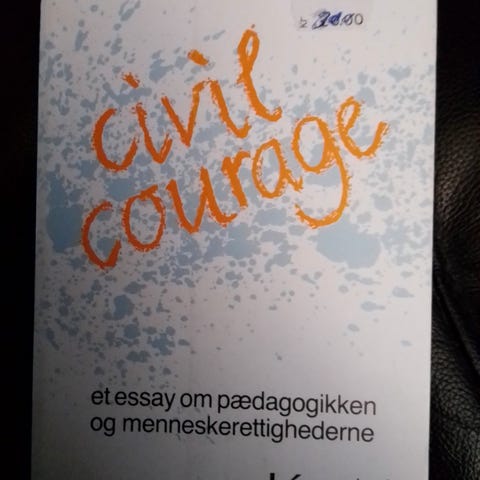 civil
courage
et essay om pædagogikken
og menneskerettighederne